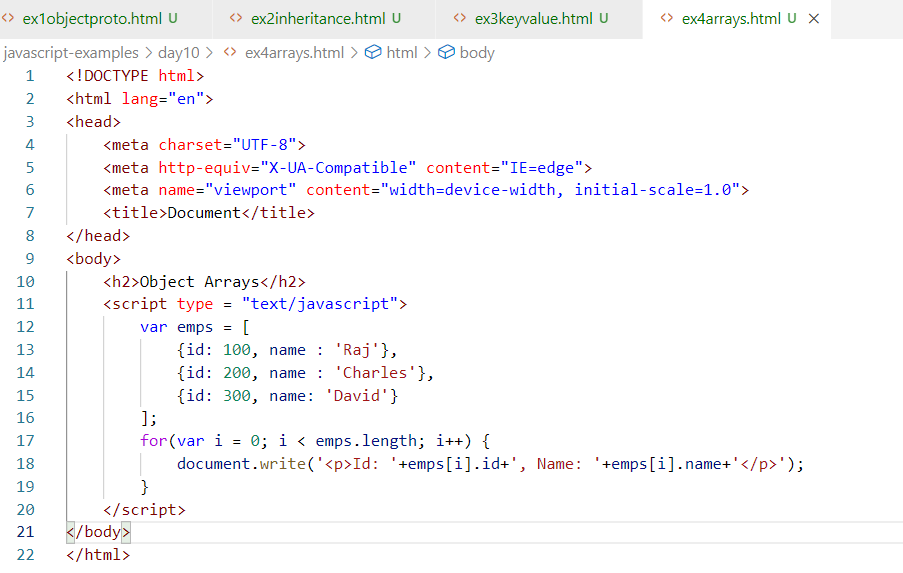 ex1objectproto.html U ex2inheritance.html U ex3keyvalue.html U ex4arrays.html U
javascript-examples > day10 > ex4arrays.html > html > body
1 <!DOCTYPE html>
2 <html lang="en">
3 <head>
4     <meta charset="UTF-8">
5     <meta http-equiv="X-UA-Compatible" content="IE=edge">
6     <meta name="viewport" content="width=device-width, initial-scale=1.0">
7     <title>Document</title>
8 </head>
9 <body>
10     <h2>Object Arrays</h2>
11     <script type = "text/javascript">
12         var emps = [
13             {id: 100, name : 'Raj'},
14             {id: 200, name : 'Charles'},
15             {id: 300, name: 'David'}
16         ];
17         for(var i = 0; i < emps.length; i++) {
18             document.write('<p>Id: '+emps[i].id+', Name: '+emps[i].name+'</p>');
19         }
20     </script>
21 </body>
22 </html>